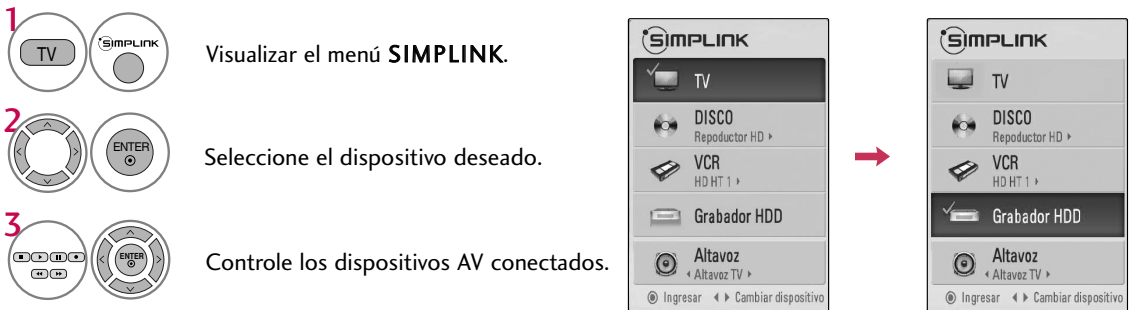 1
TV
SIMPLINK
Visualizar el menú SIMPLINK.
2
ENTER
Seleccione el dispositivo deseado.
3
ENTER
Controle los dispositivos AV conectados.
SIMPLINK
TV
DISCO
Repoductor HD
VCR
HD HT 1
Grabador HDD
Altavoz
Altavoz TV
Ingresar Cambiar dispositivo
SIMPLINK
TV
DISCO
Repoductor HD
VCR
HD HT 1
Grabador HDD
Altavoz
Altavoz TV
Ingresar Cambiar dispositivo